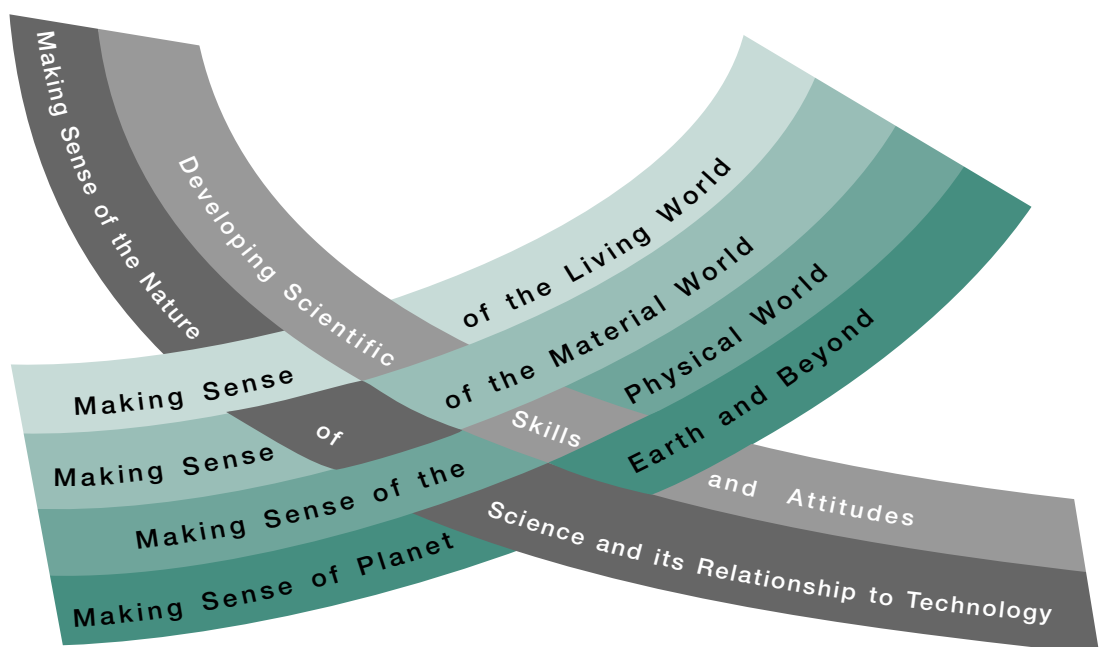 Making Sense of the Nature of Science and its Relationship to Technology
Developing Scientific Skills and Attitudes
Making Sense of the Living World
Making Sense of the Material World
Making Sense of the Physical World
Making Sense of Planet Earth and Beyond